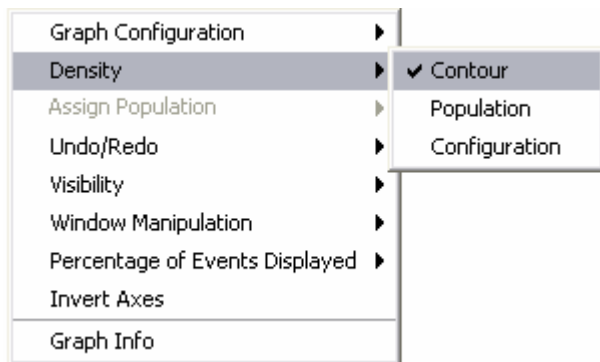 Graph Configuration
Density
Assign Population
Undo/Redo
Visibility
Window Manipulation
Percentage of Events Displayed
Invert Axes
Graph Info
Contour
Population
Configuration